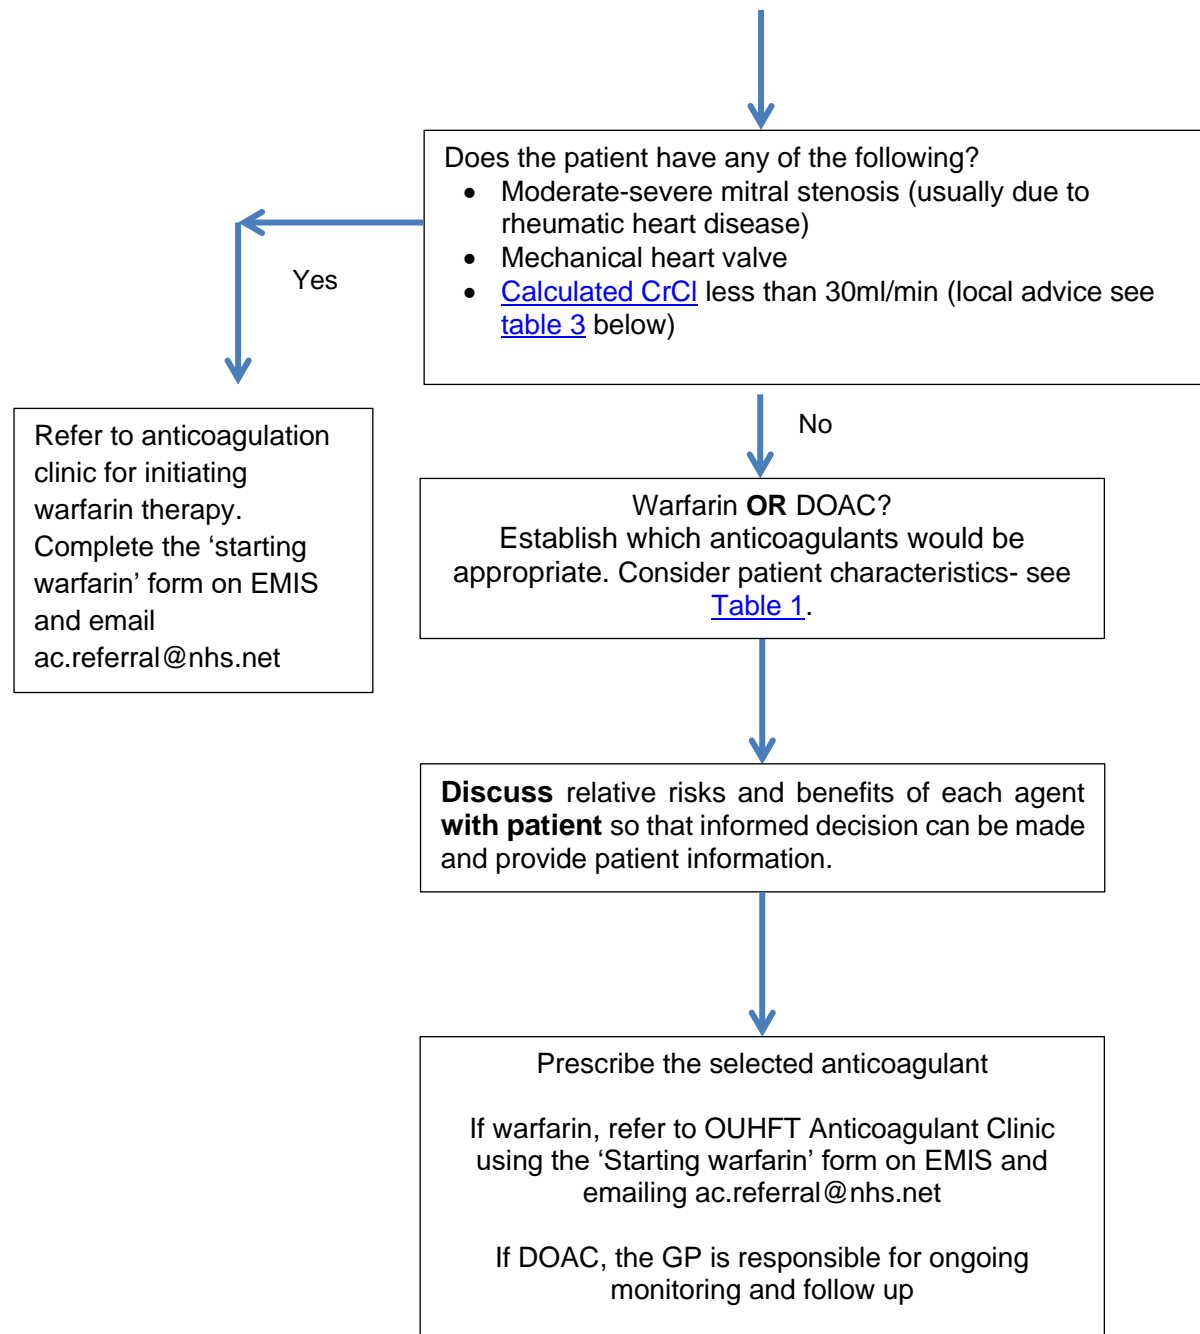 Does the patient have any of the following?
• Moderate-severe mitral stenosis (usually due to
rheumatic heart disease)
• Mechanical heart valve
• Calculated CrCl less than 30ml/min (local advice see
table 3 below)
Yes
No
Refer to anticoagulation
clinic for initiating
warfarin therapy.
Complete the ‘starting
warfarin’ form on EMIS
and email
ac.referral@nhs.net
Warfarin OR DOAC?
Establish which anticoagulants would be
appropriate. Consider patient characteristics- see
Table 1.
Discuss relative risks and benefits of each agent
with patient so that informed decision can be made
and provide patient information.
Prescribe the selected anticoagulant
If warfarin, refer to OUHFT Anticoagulant Clinic
using the ‘Starting warfarin’ form on EMIS and
emailing ac.referral@nhs.net
If DOAC, the GP is responsible for ongoing
monitoring and follow up